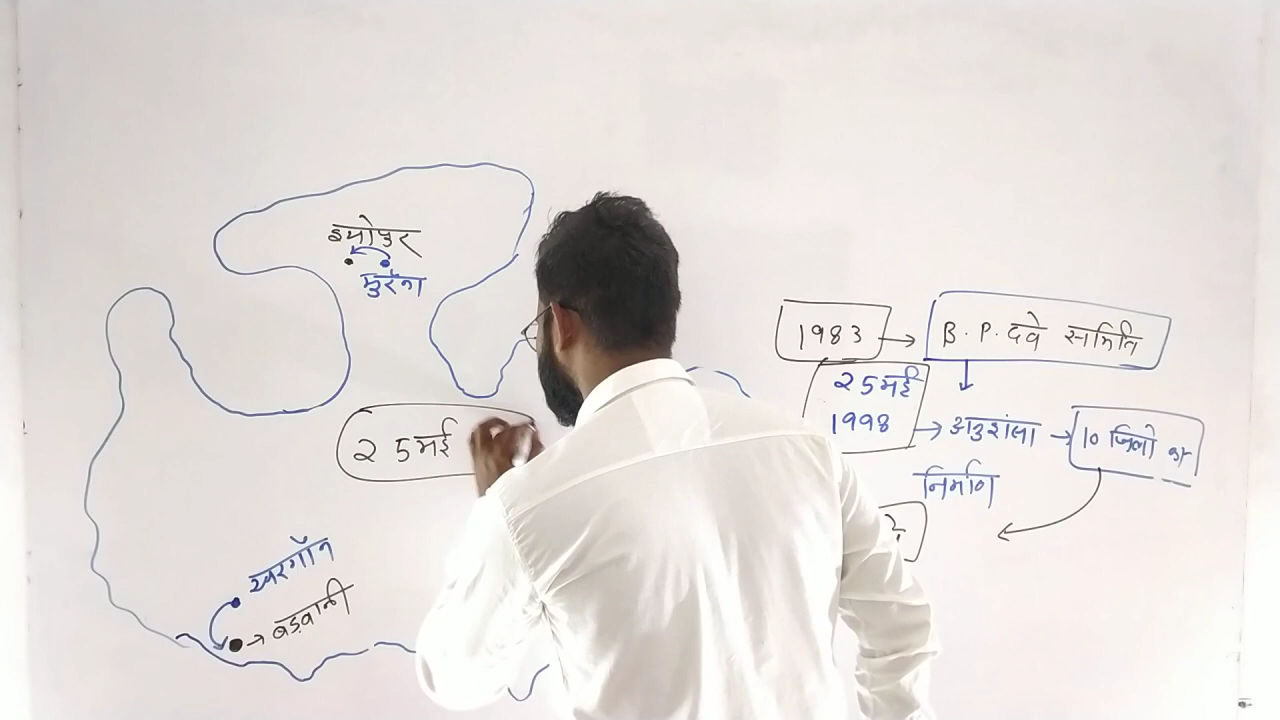 श्योपुर
मुरैना
25 मई
खरगौन
→ बड़वानी
1983 → B.P. दवे समिति
25 मई
1998 → अनुशंसा → 10 जिलो का
निर्माण